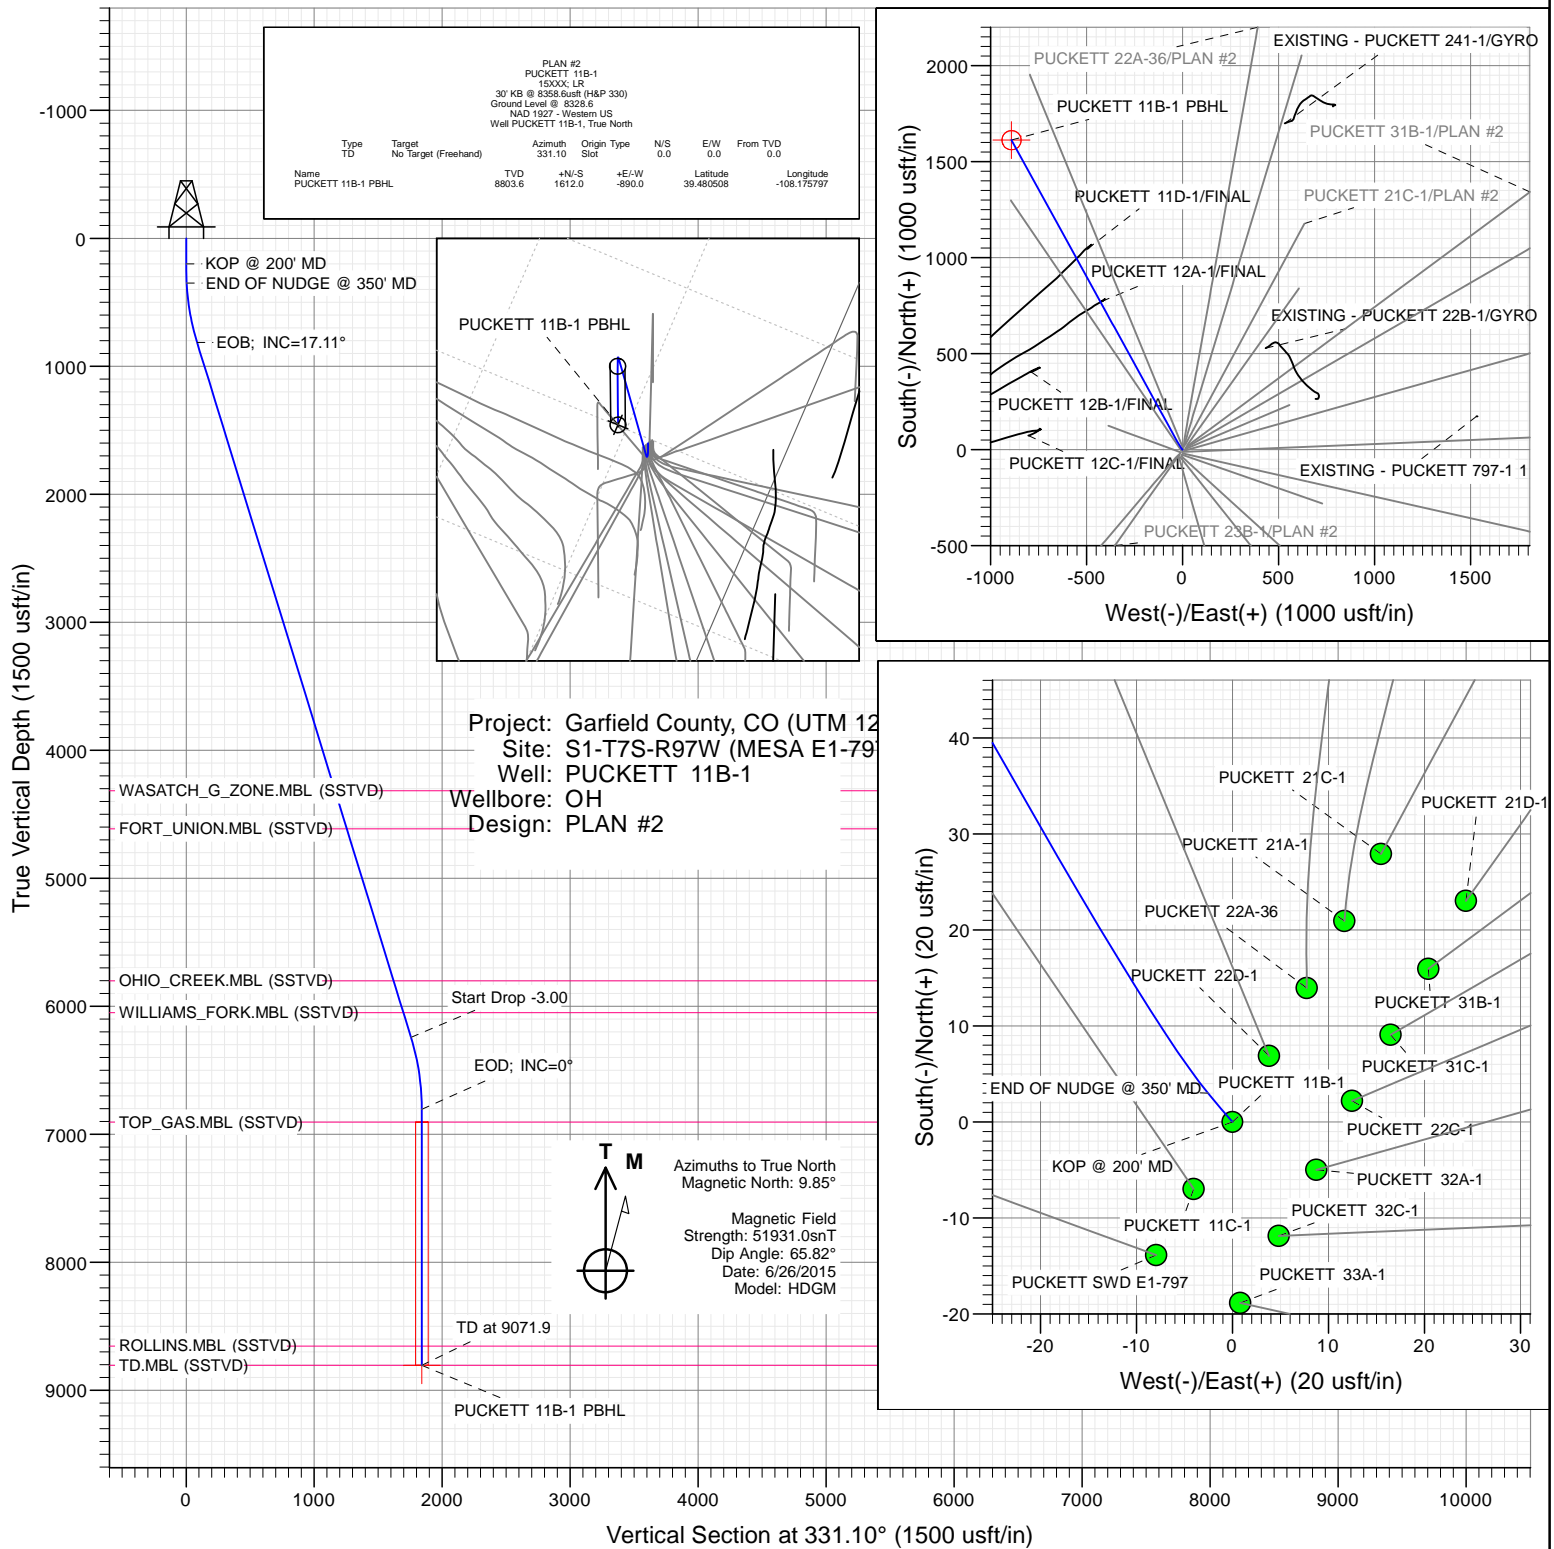 PLAN #2
PUCKETT 11B-1
15XXX; LR
30' KB @ 8358.6usft (H&P 330)
Ground Level @ 8328.6
NAD 1927 - Western US
Well PUCKETT 11B-1, True North
Type Target Azimuth Origin Type N/S E/W From TVD
TD No Target (Freehand) 331.10 Slot 0.0 0.0 0.0
Name TVD +N/-S +E/-W Latitude Longitude
PUCKETT 11B-1 PBHL 8803.6 1612.0 -890.0 39.480508 -108.175797
True Vertical Depth (1500 usft/in)
-1000
0
1000
2000
3000
4000
5000
6000
7000
8000
9000
KOP @ 200' MD
END OF NUDGE @ 350' MD
EOB; INC=17.11°
PUCKETT 11B-1 PBHL
Project: Garfield County, CO (UTM 12
Site: S1-T7S-R97W (MESA E1-797
Well: PUCKETT 11B-1
Wellbore: OH
Design: PLAN #2
WASATCH_G_ZONE.MBL (SSTVD)
FORT_UNION.MBL (SSTVD)
OHIO_CREEK.MBL (SSTVD)
WILLIAMS_FORK.MBL (SSTVD)
Start Drop -3.00
EOD; INC=0°
TOP_GAS.MBL (SSTVD)
T M
Azimuths to True North
Magnetic North: 9.85°
Magnetic Field
Strength: 51931.0snT
Dip Angle: 65.82°
Date: 6/26/2015
Model: HDGM
TD at 9071.9
ROLLINS.MBL (SSTVD)
TD.MBL (SSTVD)
PUCKETT 11B-1 PBHL
0 1000 2000 3000 4000 5000 6000 7000 8000 9000 10000
Vertical Section at 331.10° (1500 usft/in)
South(-)/North(+) (1000 usft/in)
2000
1500
1000
500
0
-500
EXISTING - PUCKETT 241-1/GYRO
PUCKETT 22A-36/PLAN #2
PUCKETT 11B-1 PBHL
PUCKETT 31B-1/PLAN #2
PUCKETT 11D-1/FINAL
PUCKETT 21C-1/PLAN #2
PUCKETT 12A-1/FINAL
EXISTING - PUCKETT 22B-1/GYRO
PUCKETT 12B-1/FINAL
PUCKETT 12C-1/FINAL
EXISTING - PUCKETT 797-1 1
PUCKETT 23B-1/PLAN #2
-1000 -500 0 500 1000 1500
West(-)/East(+) (1000 usft/in)
South(-)/North(+) (20 usft/in)
40
30
20
10
0
-10
-20
PUCKETT 21C-1
PUCKETT 21D-1
PUCKETT 21A-1
PUCKETT 22A-36
PUCKETT 22D-1
PUCKETT 31B-1
PUCKETT 31C-1
END OF NUDGE @ 350' MD
PUCKETT 11B-1
PUCKETT 22C-1
KOP @ 200' MD
PUCKETT 32A-1
PUCKETT 32C-1
PUCKETT 11C-1
PUCKETT 33A-1
PUCKETT SWD E1-797
-20 -10 0 10 20 30
West(-)/East(+) (20 usft/in)